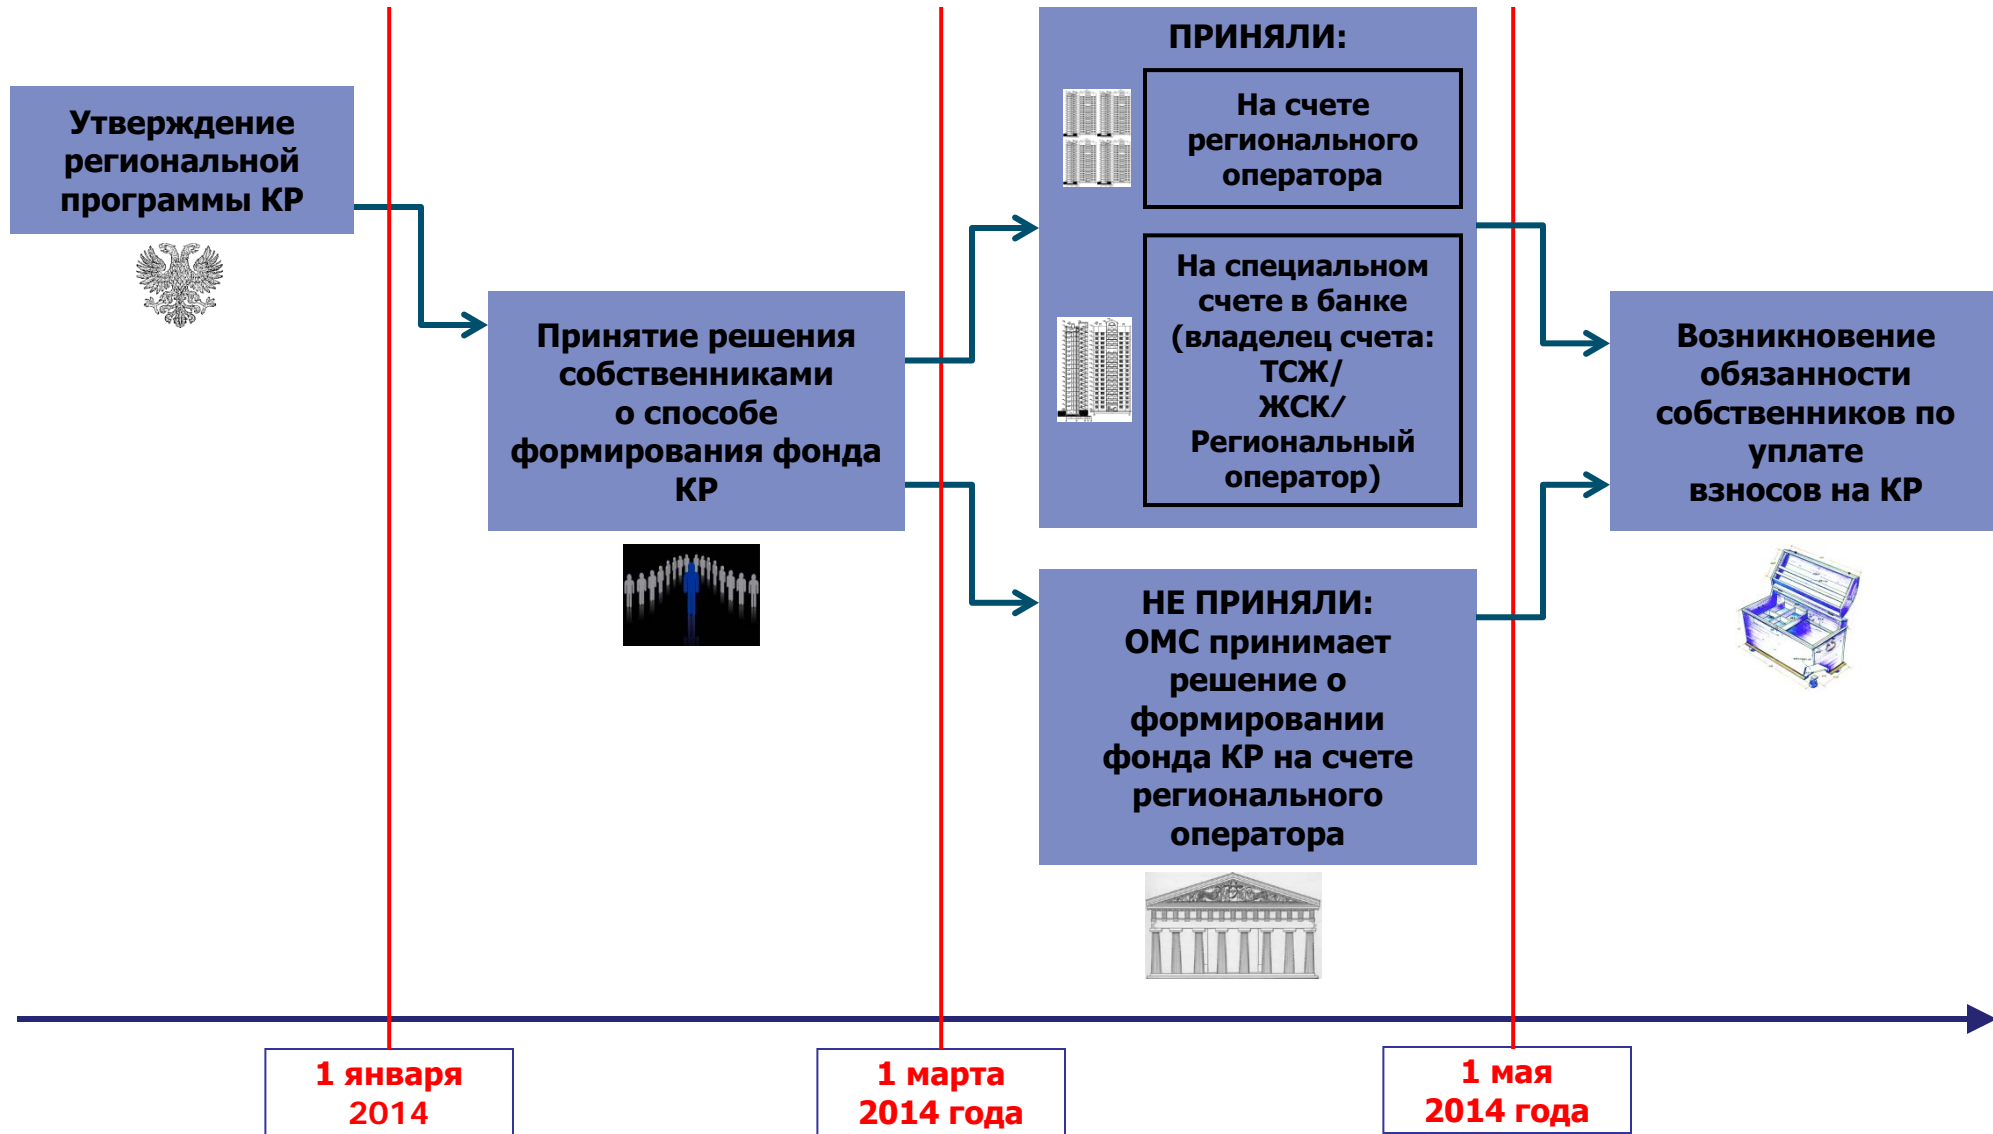 Утверждение
региональной
программы КР
Принятие решения
собственниками
о способе
формирования фонда
КР
ПРИНЯЛИ:
На счете
регионального
оператора
На специальном
счете в банке
(владелец счета:
ТСЖ/
ЖСК/
Региональный
оператор)
НЕ ПРИНЯЛИ:
ОМС принимает
решение о
формировании
фонда КР на счете
регионального
оператора
Возникновение
обязанности
собственников по
уплате
взносов на КР
1 января
2014
1 марта
2014 года
1 мая
2014 года